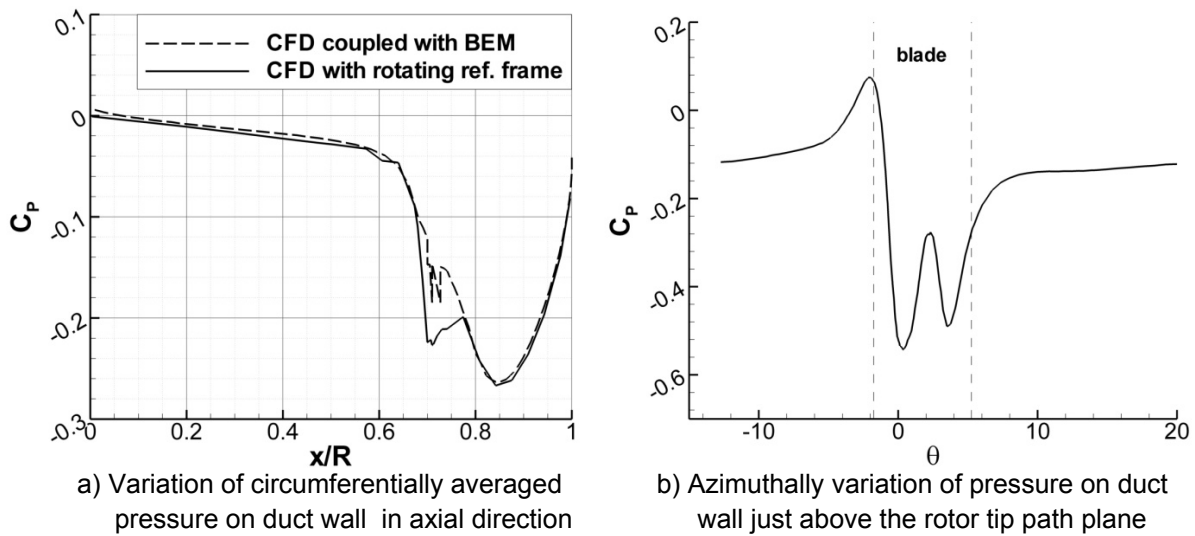 0.1
0
-0.1
-0.2
-0.3
CP
CFD coupled with BEM
CFD with rotating ref. frame
0 0.2 0.4 0.6 0.8 1
x/R
a) Variation of circumferentially averaged
pressure on duct wall in axial direction
0.2
0
-0.2
-0.4
-0.6
CP
blade
-10 0 10 20
θ
b) Azimuthally variation of pressure on duct
wall just above the rotor tip path plane